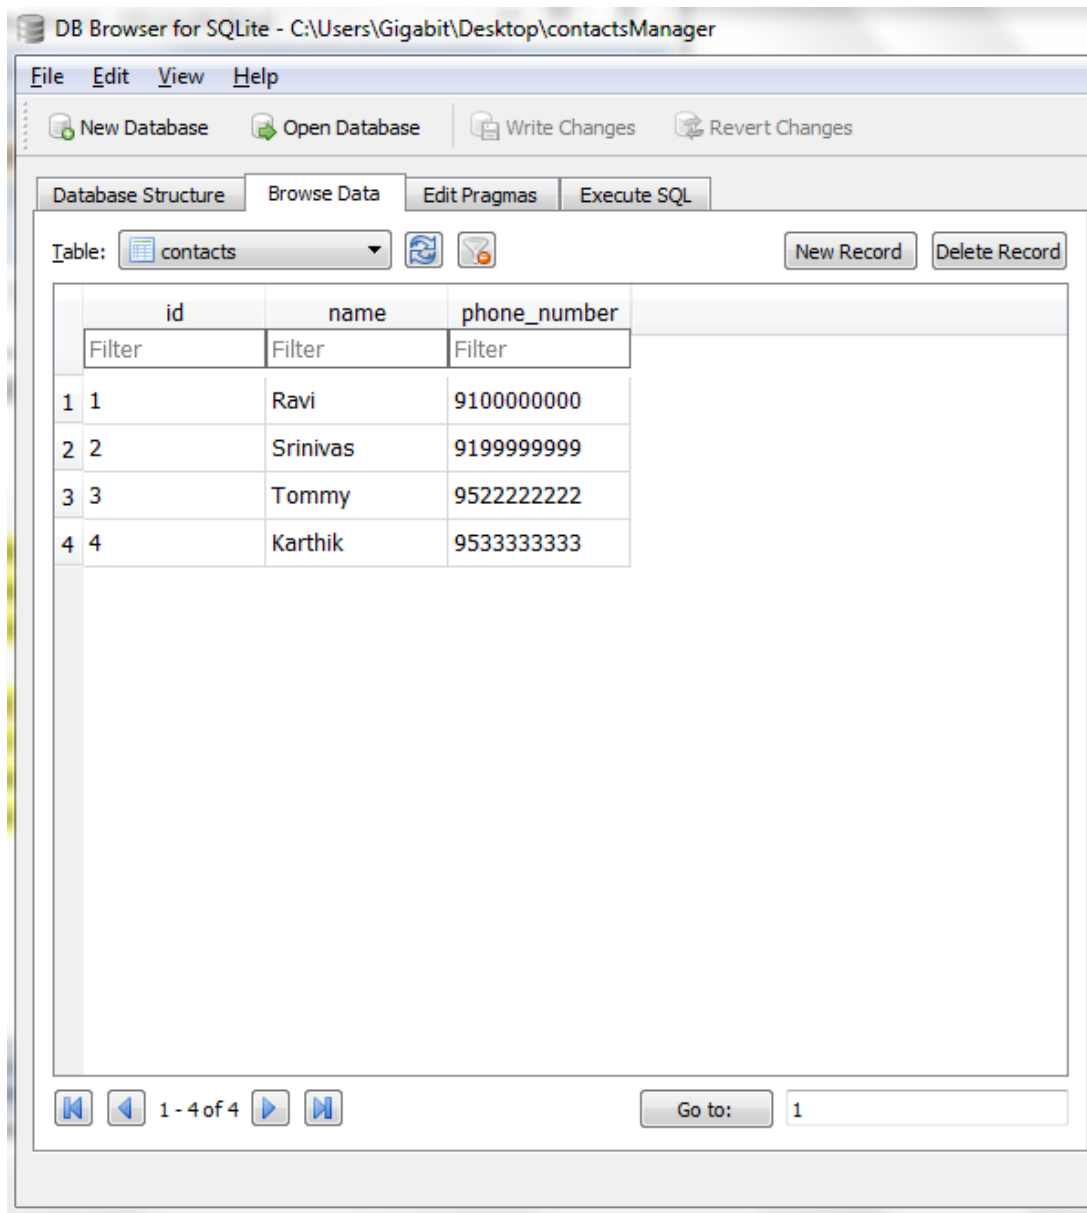 DB Browser for SQLite - C:\Users\Gigabit\Desktop\contactsManager
File Edit View Help
New Database Open Database Write Changes Revert Changes
Database Structure Browse Data Edit Pragmas Execute SQL
Table: contacts New Record Delete Record
id name phone_number
Filter Filter Filter
1 1 Ravi 9100000000
2 2 Srinivas 9199999999
3 3 Tommy 9522222222
4 4 Karthik 9533333333
1 - 4 of 4 Go to: 1